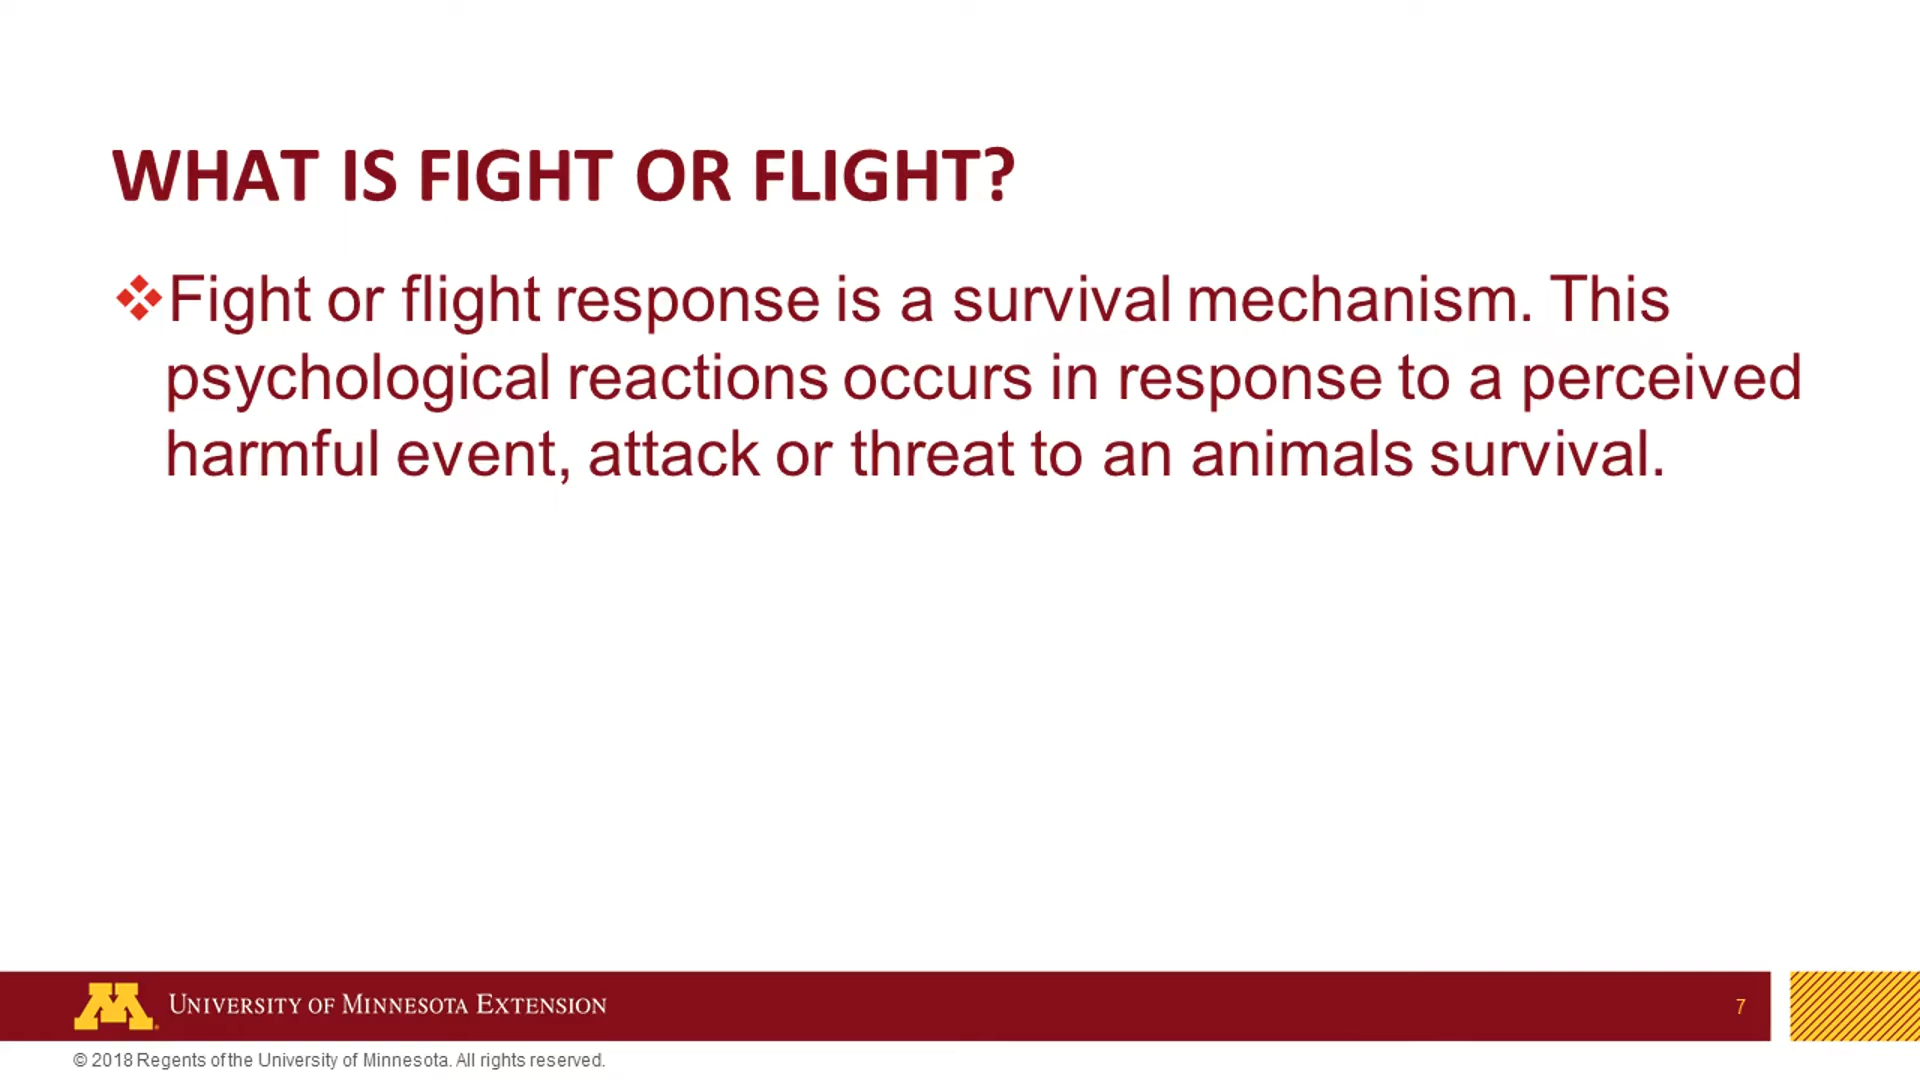 WHAT IS FIGHT OR FLIGHT?
Fight or flight response is a survival mechanism. This
psychological reactions occurs in response to a perceived
harmful event, attack or threat to an animals survival.
UNIVERSITY OF MINNESOTA EXTENSION
7
© 2018 Regents of the University of Minnesota. All rights reserved.